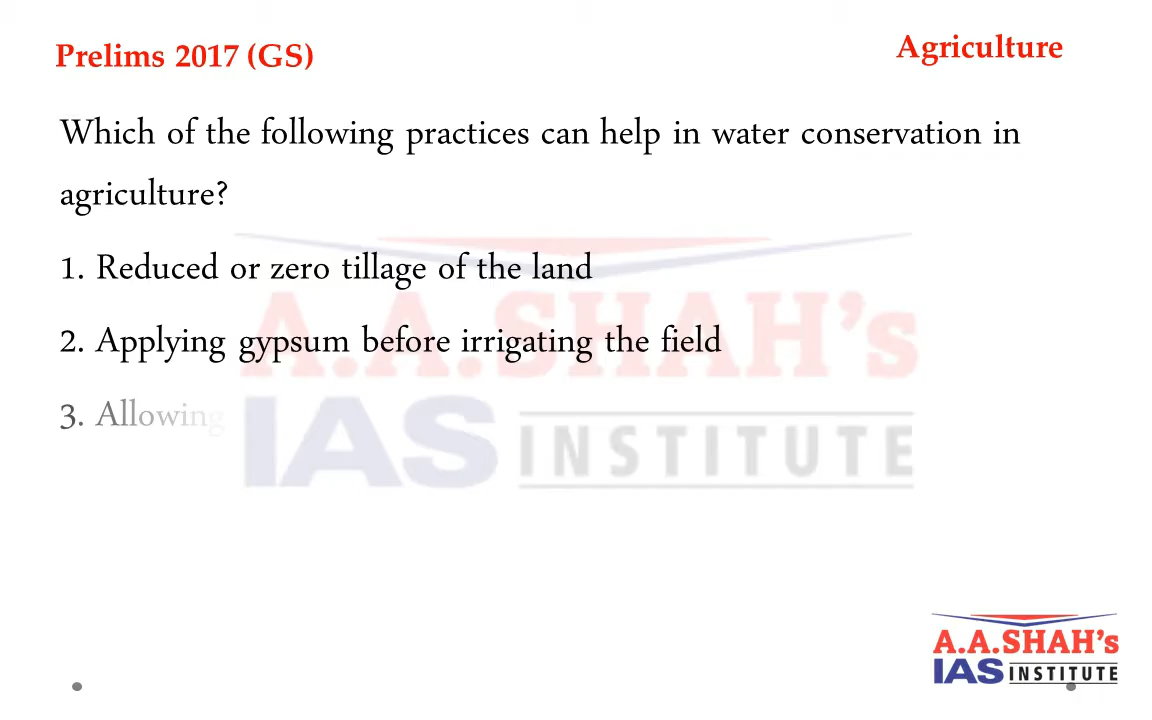 Prelims 2017 (GS)
Agriculture
Which of the following practices can help in water conservation in
agriculture?
1. Reduced or zero tillage of the land
2. Applying gypsum before irrigating the field
3. Allowing
A.A.SHAH's
IAS INSTITUTE
A.A.SHAH's
IAS INSTITUTE